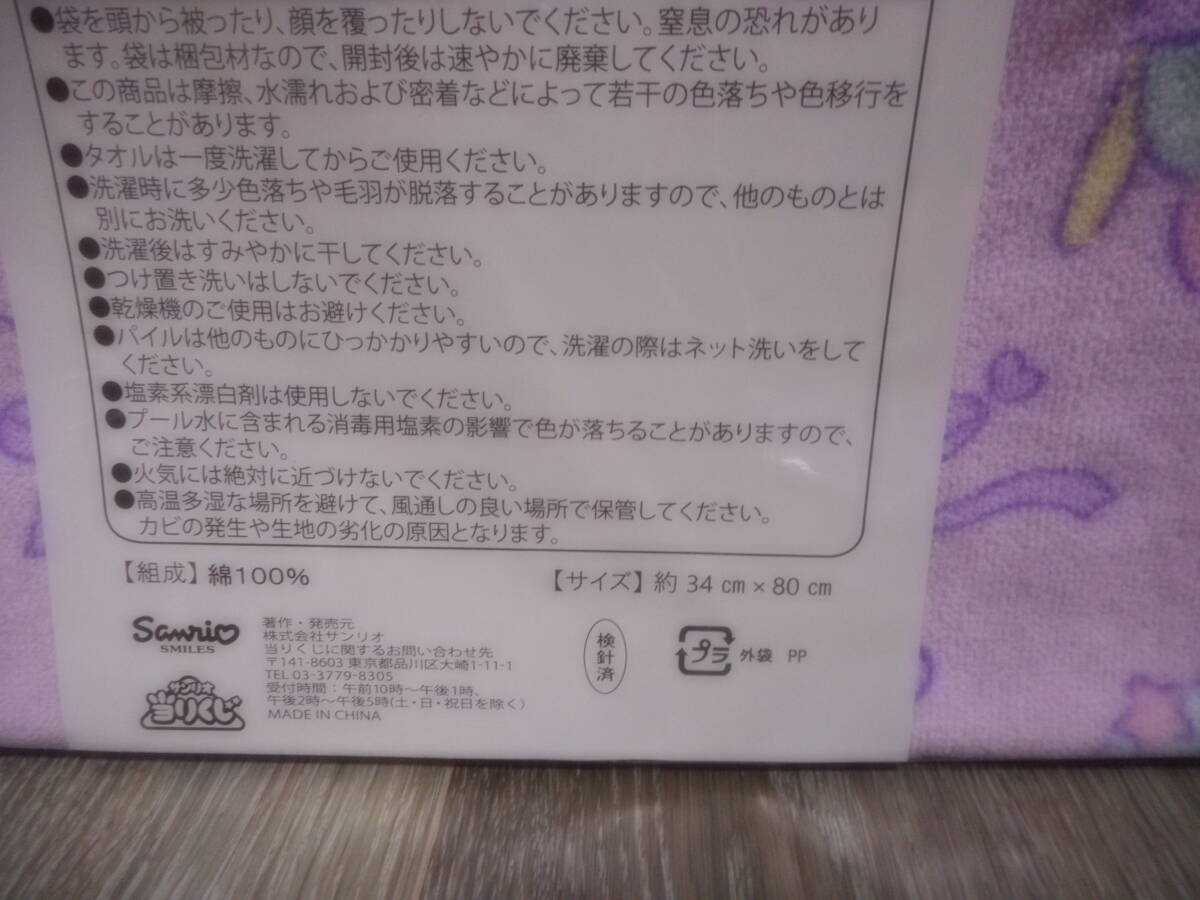 ●袋を頭から被ったり、顔を覆ったりしないでください。窒息の恐れがあり
ます。袋は梱包材なので、開封後は速やかに廃棄してください。
●この商品は摩擦、水濡れおよび密着などによって若干の色落ちや色移行を
することがあります。
●タオルは一度洗濯してからご使用ください。
●洗濯時に多少色落ちや毛羽が脱落することがありますので、他のものとは
別にお洗いください。
●洗濯後はすみやかに干してください。
●つけ置き洗いはしないでください。
●乾燥機のご使用はお避けください。
●パイルは他のものにひっかかりやすいので、洗濯の際はネット洗いをして
ください。
●塩素系漂白剤は使用しないでください。
●プール水に含まれる消毒用塩素の影響で色が落ちることがありますので、
ご注意ください。
●火気には絶対に近づけないでください。
●高温多湿な場所を避けて、風通しの良い場所で保管してください。
カビの発生や生地の劣化の原因となります。
【組成】綿100%
【サイズ】約 34 cm × 80 cm
Sanrio
SMILES
サンリオ
当りくじ
著作・発売元
株式会社サンリオ
当りくじに関するお問い合わせ先
〒141-8603 東京都品川区大崎1-11-1
TEL 03-3779-8305
受付時間：午前10時～午後1時、
午後2時～午後5時(土・日・祝日を除く)
MADE IN CHINA
検針済
プラ 外袋 PP